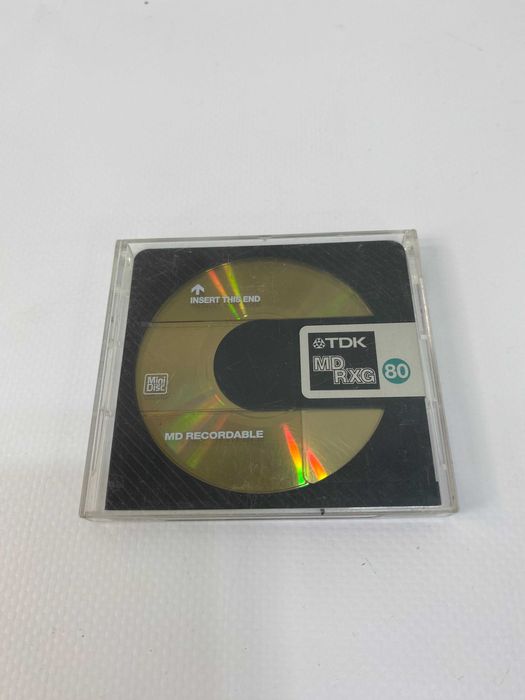 INSERT THIS END
TDK
MD
RXG
80
Mini
Disc
MD RECORDABLE